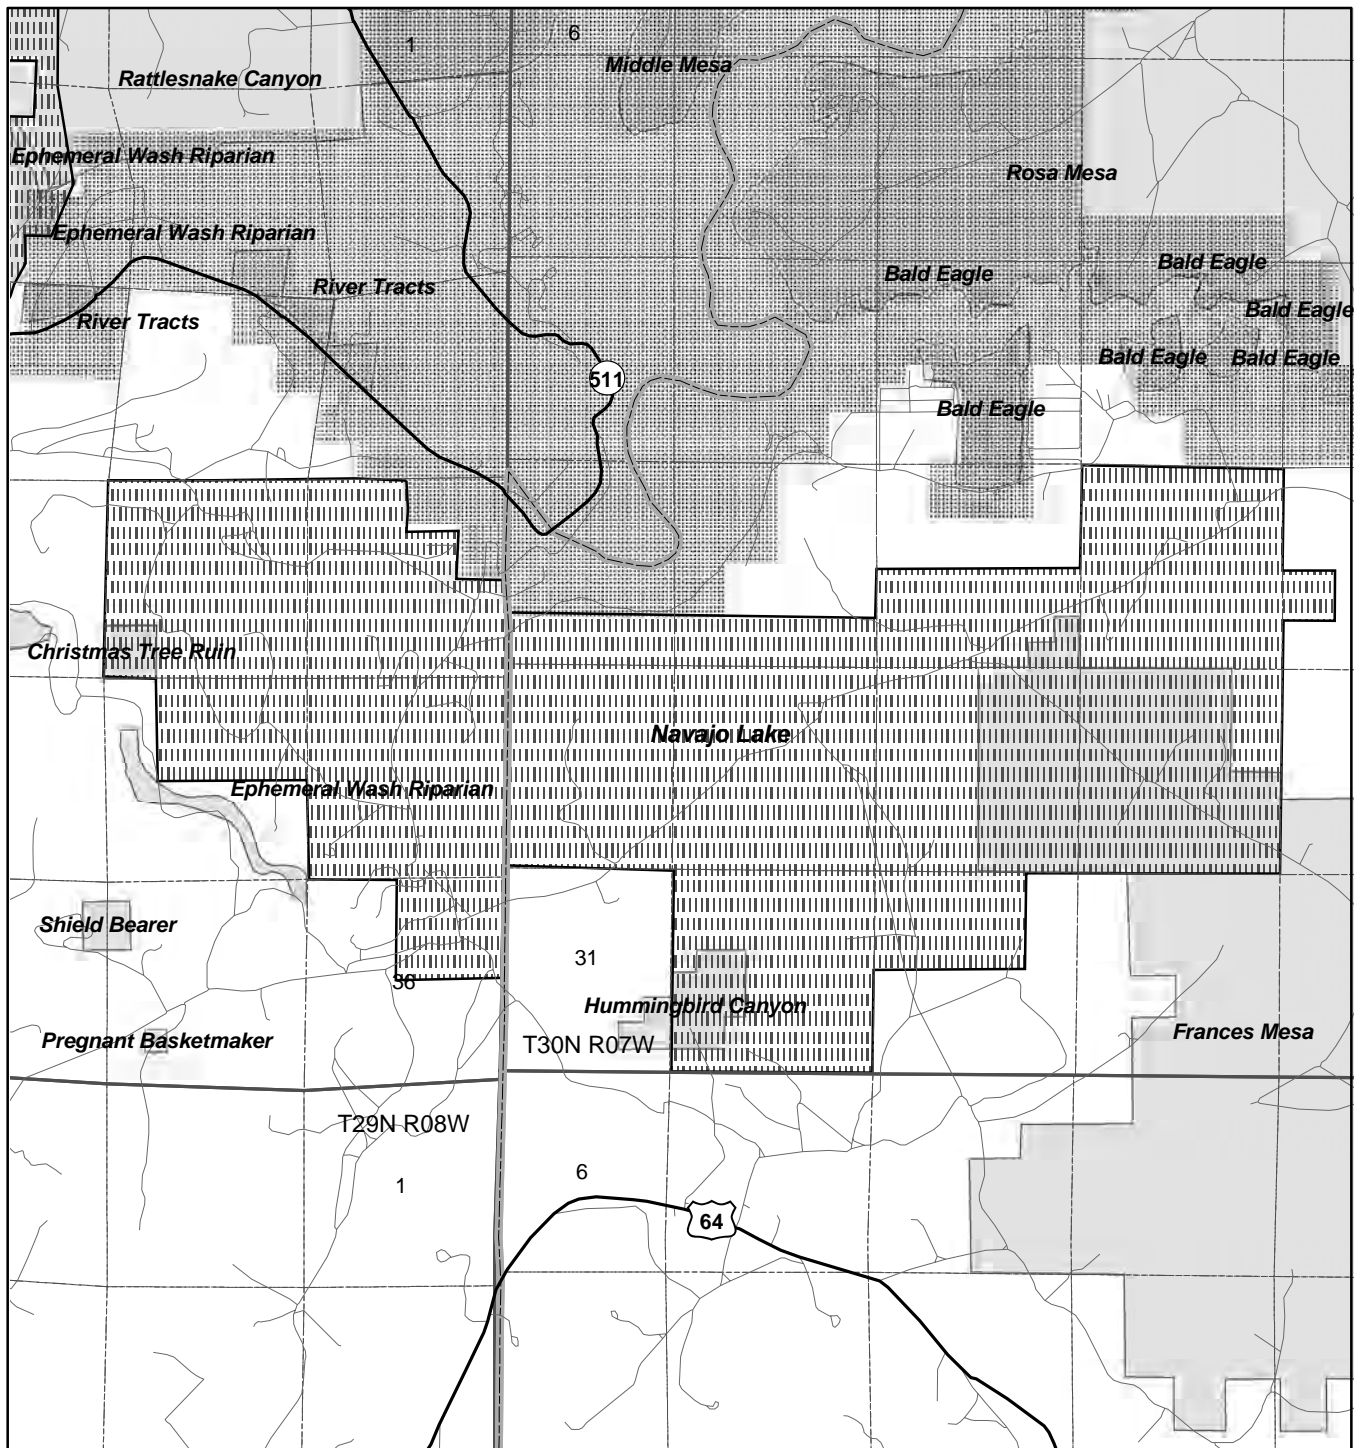 1
6
Middle Mesa
Rattlesnake Canyon
Ephemeral Wash Riparian
Rosa Mesa
Ephemeral Wash Riparian
Bald Eagle
Bald Eagle
River Tracts
Bald Eagle
River Tracts
Bald Eagle
Bald Eagle
511
Bald Eagle
Christmas Tree Ruin
Navajo Lake
Ephemeral Wash Riparian
Shield Bearer
31
36
Hummingbird Canyon
Pregnant Basketmaker
T30N R07W
Frances Mesa
T29N R08W
1
6
64